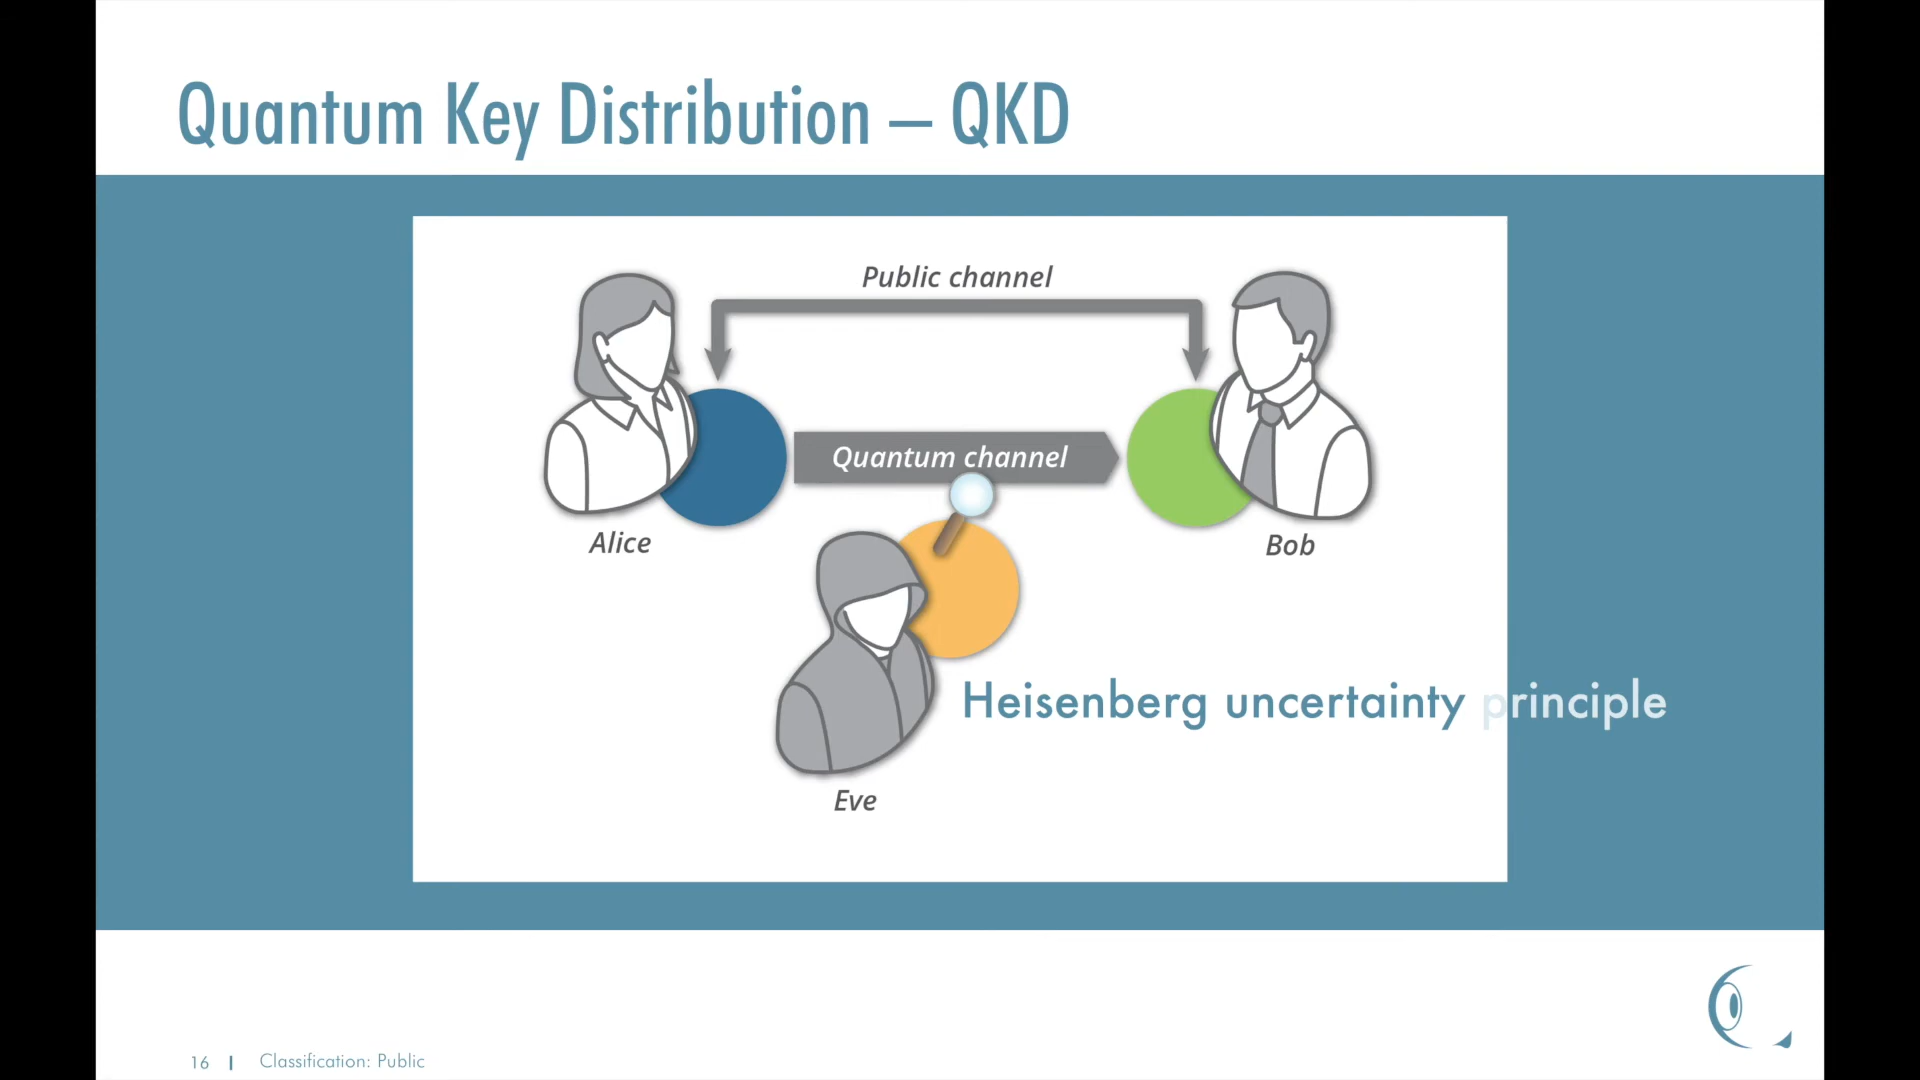 Quantum Key Distribution – QKD
Public channel
Quantum channel
Alice
Bob
Heisenberg uncertainty principle
Eve
16 | Classification: Public